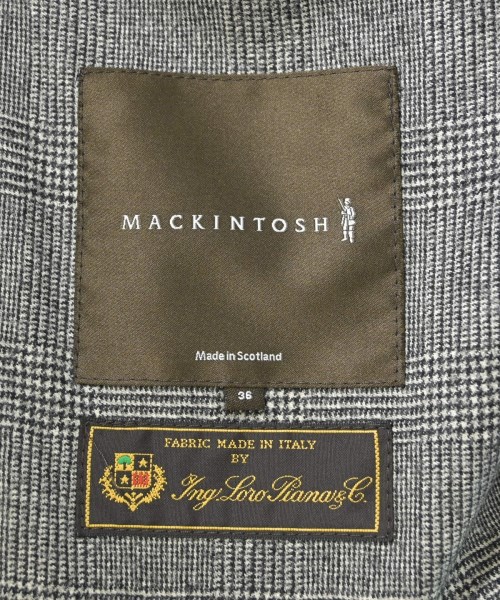 MACKINTOSH
Made in Scotland
36
FABRIC MADE IN ITALY
BY
Ing. Loro Piana & C.